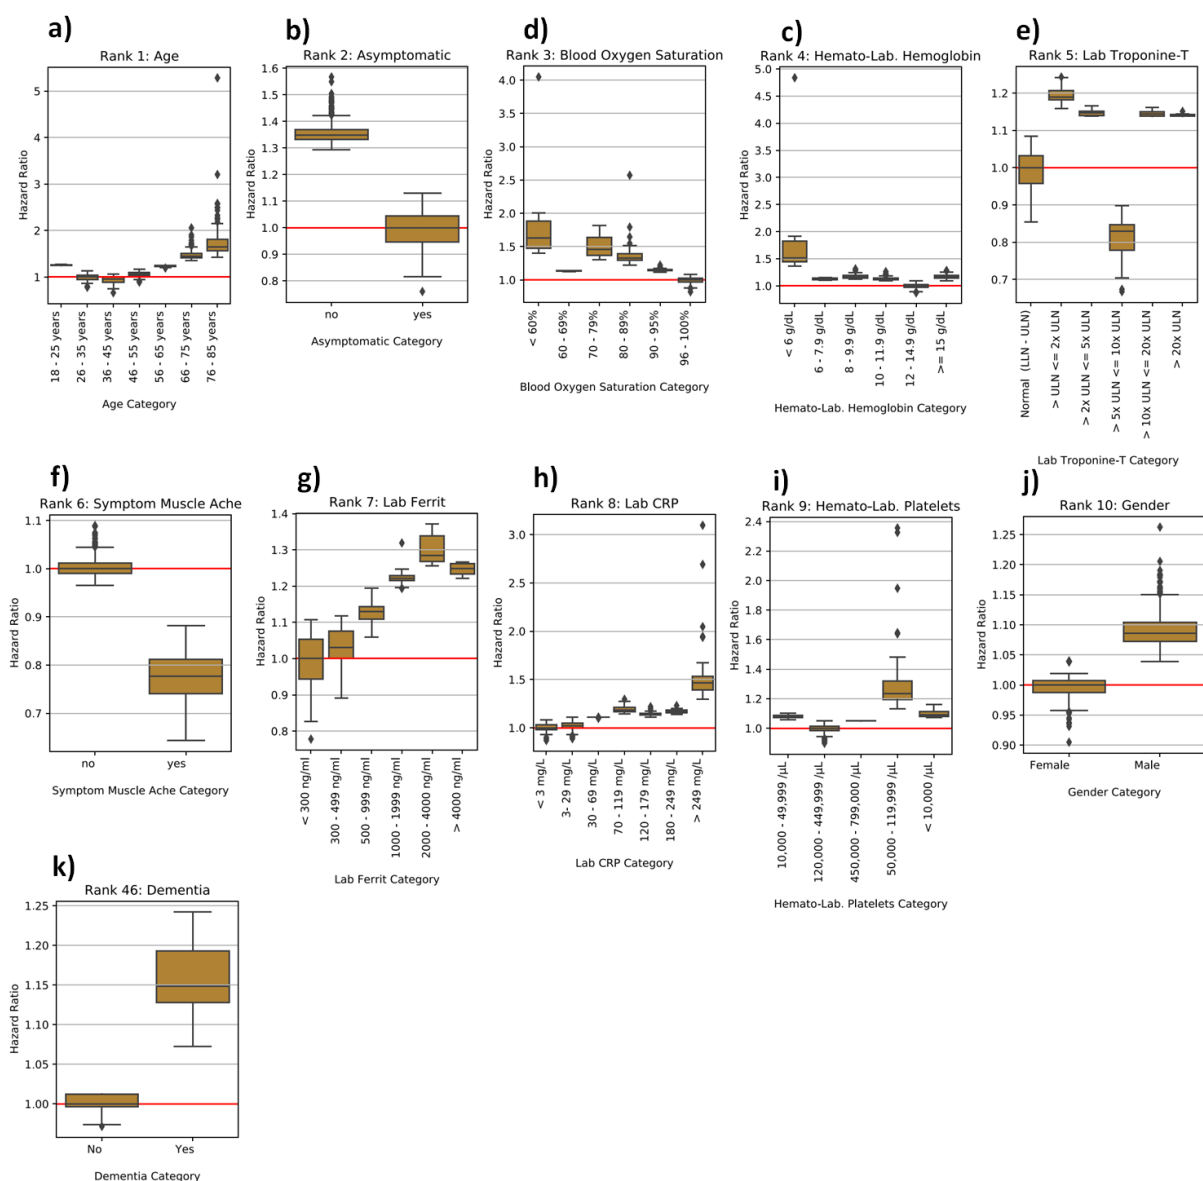 a)
Rank 1: Age
Hazard Ratio
5
4
3
2
1
18 - 25 years
26 - 35 years
36 - 45 years
46 - 55 years
56 - 65 years
66 - 75 years
76 - 85 years
Age Category
b)
Rank 2: Asymptomatic
Hazard Ratio
1.6
1.5
1.4
1.3
1.2
1.1
1.0
0.9
0.8
no
yes
Asymptomatic Category
d)
Rank 3: Blood Oxygen Saturation
Hazard Ratio
4.0
3.5
3.0
2.5
2.0
1.5
1.0
< 60%
60 - 69%
70 - 79%
80 - 89%
90 - 95%
96 - 100%
Blood Oxygen Saturation Category
c)
Rank 4: Hemato-Lab. Hemoglobin
Hazard Ratio
5.0
4.5
4.0
3.5
3.0
2.5
2.0
1.5
1.0
< 6 g/dL
6 - 7.9 g/dL
8 - 9.9 g/dL
10 - 11.9 g/dL
12 - 14.9 g/dL
>= 15 g/dL
Hemato-Lab. Hemoglobin Category
e)
Rank 5: Lab Troponine-T
Hazard Ratio
1.2
1.1
1.0
0.9
0.8
0.7
Normal (LLN - ULN)
> ULN <= 2x ULN
> 2x ULN <= 5x ULN
> 5x ULN <= 10x ULN
> 10x ULN <= 20x ULN
> 20x ULN
Lab Troponine-T Category
f)
Rank 6: Symptom Muscle Ache
Hazard Ratio
1.1
1.0
0.9
0.8
0.7
no
yes
Symptom Muscle Ache Category
g)
Rank 7: Lab Ferrit
Hazard Ratio
1.4
1.3
1.2
1.1
1.0
0.9
0.8
< 300 ng/ml
300 - 499 ng/ml
500 - 999 ng/ml
1000 - 1999 ng/ml
2000 - 4000 ng/ml
> 4000 ng/ml
Lab Ferrit Category
h)
Rank 8: Lab CRP
Hazard Ratio
3.0
2.5
2.0
1.5
1.0
< 3 mg/L
3- 29 mg/L
30 - 69 mg/L
70 - 119 mg/L
120 - 179 mg/L
180 - 249 mg/L
> 249 mg/L
Lab CRP Category
i)
Rank 9: Hemato-Lab. Platelets
Hazard Ratio
2.4
2.2
2.0
1.8
1.6
1.4
1.2
1.0
10,000 - 49,999 /µL
120,000 - 449,999 /µL
450,000 - 799,000 /µL
50,000 - 119,999 /µL
< 10,000 /µL
Hemato-Lab. Platelets Category
j)
Rank 10: Gender
Hazard Ratio
1.25
1.20
1.15
1.10
1.05
1.00
0.95
0.90
Female
Male
Gender Category
k)
Rank 46: Dementia
Hazard Ratio
1.25
1.20
1.15
1.10
1.05
1.00
No
Yes
Dementia Category